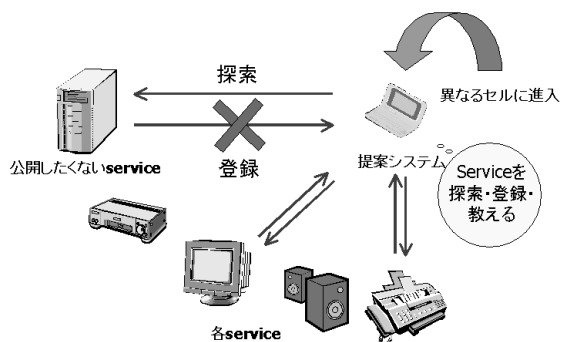 探索
異なるセルに進入
公開したくないservice
登録
提案システム
Serviceを
探索・登録・
教える
各service